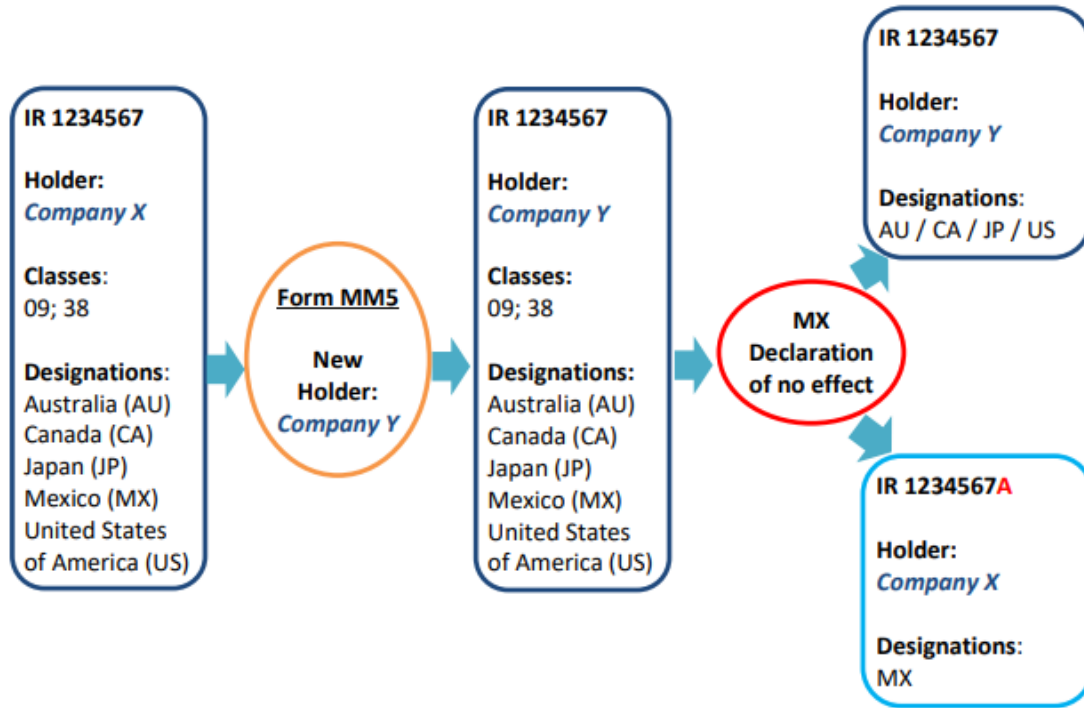 IR 1234567
Holder:
Company X
Classes:
09; 38
Designations:
Australia (AU)
Canada (CA)
Japan (JP)
Mexico (MX)
United States
of America (US)
Form MM5
New
Holder:
Company Y
IR 1234567
Holder:
Company Y
Classes:
09; 38
Designations:
Australia (AU)
Canada (CA)
Japan (JP)
Mexico (MX)
United States
of America (US)
MX
Declaration
of no effect
IR 1234567
Holder:
Company Y
Designations:
AU / CA / JP / US
IR 1234567A
Holder:
Company X
Designations:
MX